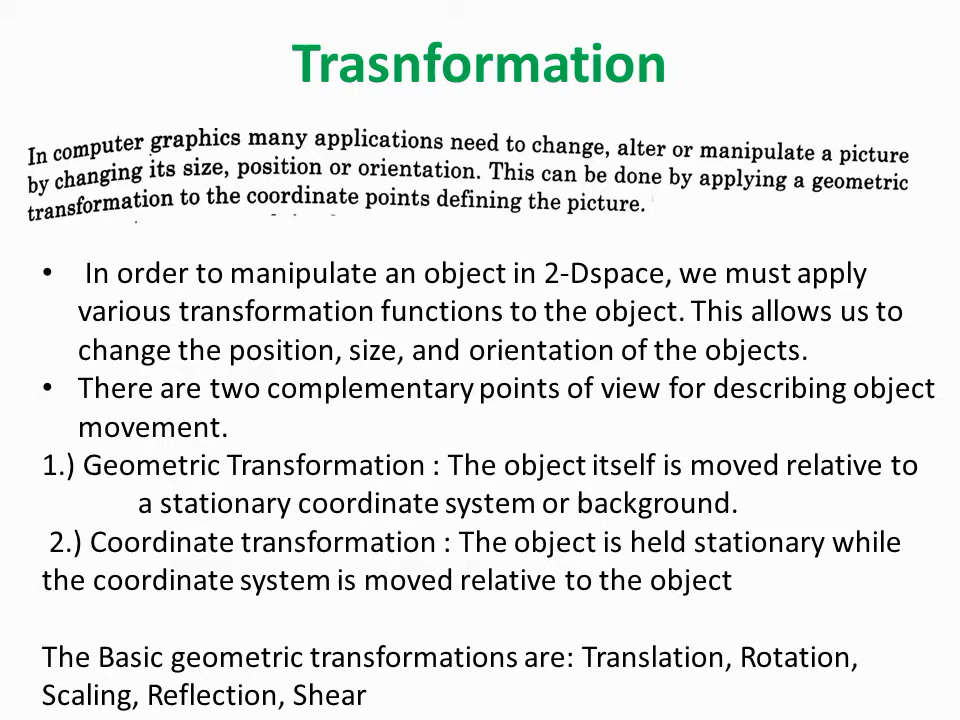 Trasnformation
In computer graphics many applications need to change, alter or manipulate a picture
by changing its size, position or orientation. This can be done by applying a geometric
transformation to the coordinate points defining the picture.
• In order to manipulate an object in 2-Dspace, we must apply
various transformation functions to the object. This allows us to
change the position, size, and orientation of the objects.
• There are two complementary points of view for describing object
movement.
1.) Geometric Transformation : The object itself is moved relative to
a stationary coordinate system or background.
2.) Coordinate transformation : The object is held stationary while
the coordinate system is moved relative to the object
The Basic geometric transformations are: Translation, Rotation,
Scaling, Reflection, Shear